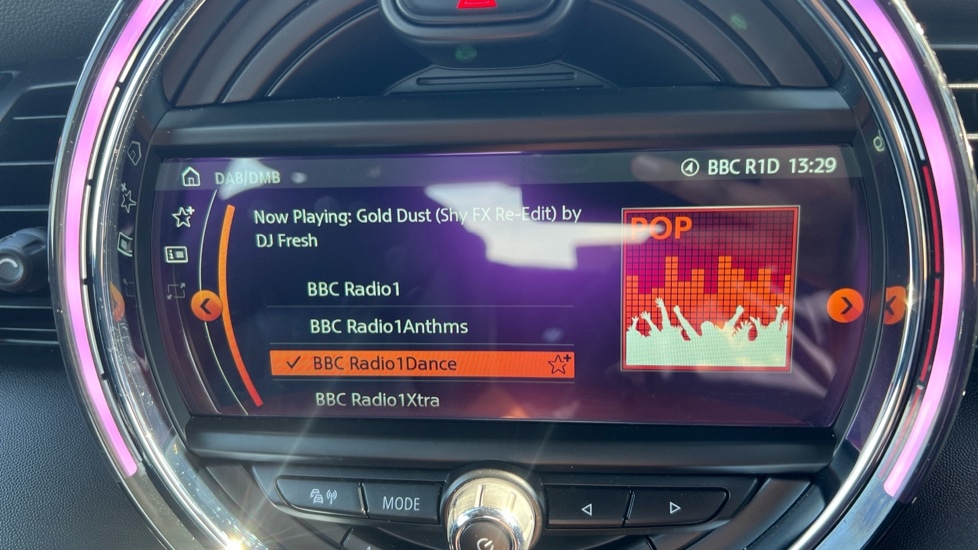 DAB/DMB
BBC R1D 13:29
Now Playing: Gold Dust (Shy FX Re-Edit) by
DJ Fresh
POP
BBC Radio1
BBC Radio1Anthms
BBC Radio1Dance
BBC Radio1Xtra
MODE